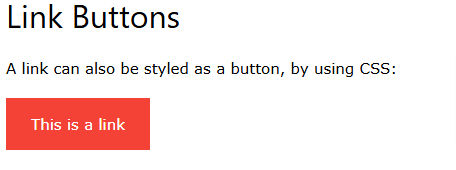 Link Buttons
A link can also be styled as a button, by using CSS:
This is a link